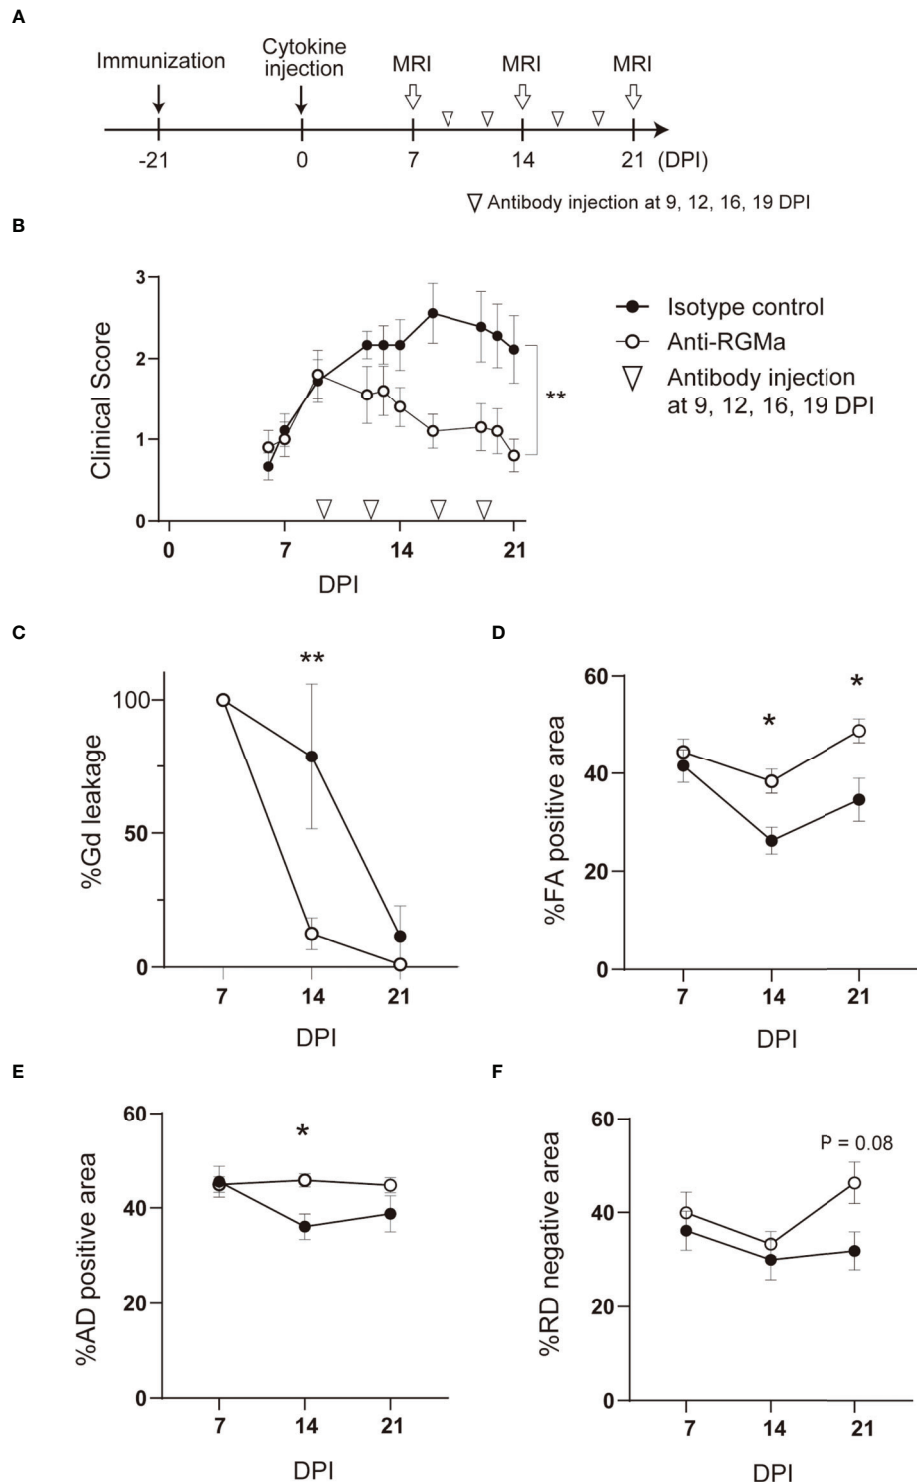 A
Immunization
Cytokine
injection
MRI
MRI
MRI
-21
0
7
14
21
(DPI)
Antibody injection at 9, 12, 16, 19 DPI
B
3
2
1
0
Clinical Score
0
7
14
21
DPI
**
Isotype control
Anti-RGMa
Antibody injection
at 9, 12, 16, 19 DPI
C
**
100
50
0
%Gd leakage
7
14
21
DPI
D
60
40
20
0
%FA positive area
*
*
7
14
21
DPI
E
60
40
20
0
%AD positive area
*
7
14
21
DPI
F
60
40
20
0
%RD negative area
P = 0.08
7
14
21
DPI